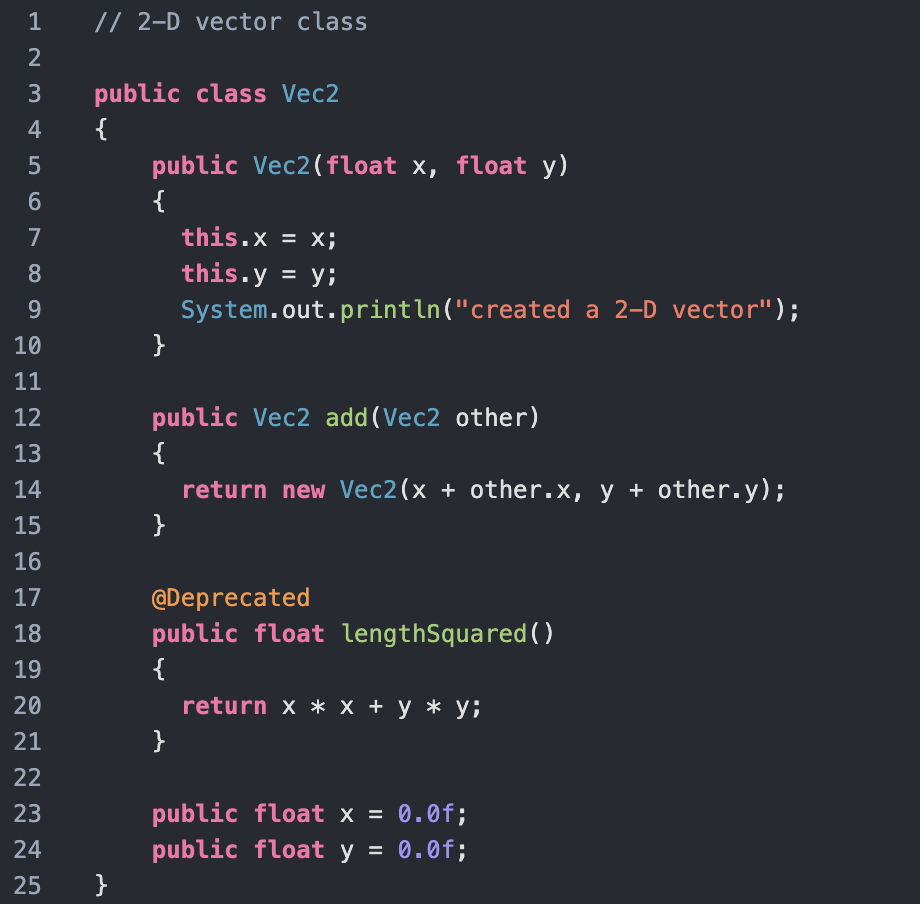 1 // 2-D vector class
2
3 public class Vec2
4 {
5     public Vec2(float x, float y)
6     {
7       this.x = x;
8       this.y = y;
9       System.out.println("created a 2-D vector");
10     }
11
12     public Vec2 add(Vec2 other)
13     {
14       return new Vec2(x + other.x, y + other.y);
15     }
16
17     @Deprecated
18     public float lengthSquared()
19     {
20       return x * x + y * y;
21     }
22
23     public float x = 0.0f;
24     public float y = 0.0f;
25 }